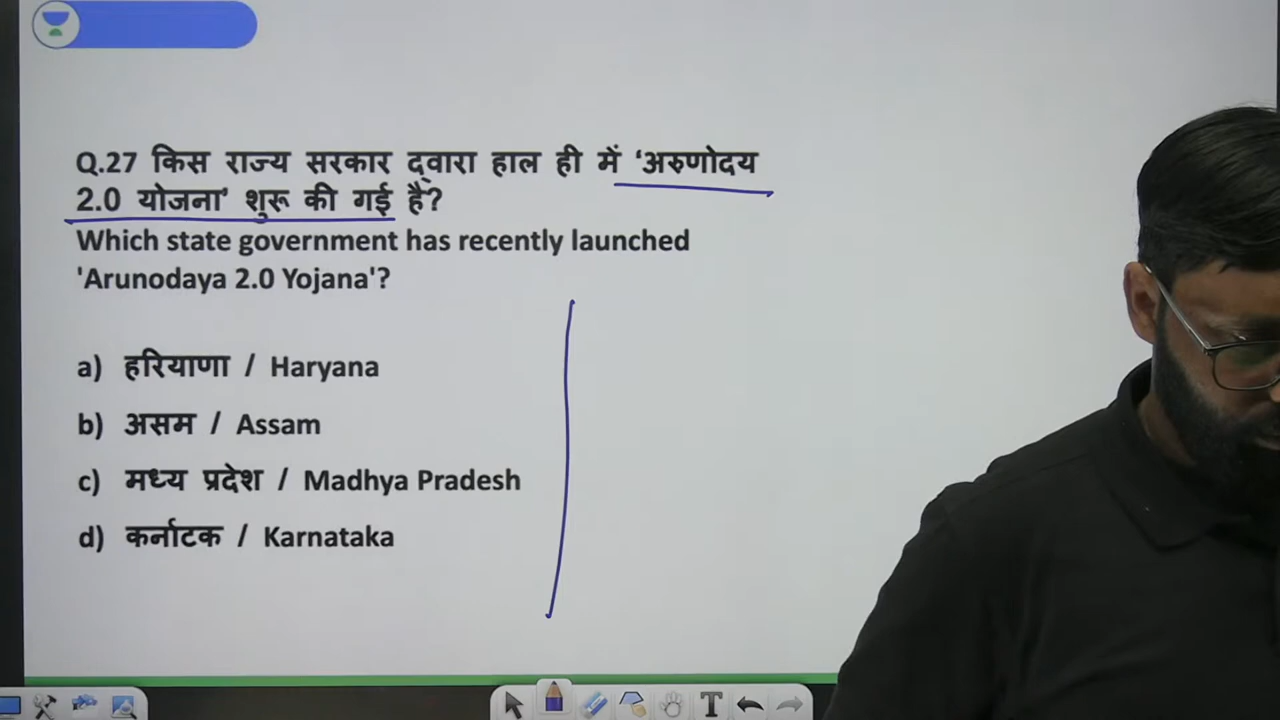 Q.27 किस राज्य सरकार द्वारा हाल ही में ‘अरुणोदय
2.0 योजना’ शुरू की गई है?
Which state government has recently launched
'Arunodaya 2.0 Yojana'?
a) हरियाणा / Haryana
b) असम / Assam
c) मध्य प्रदेश / Madhya Pradesh
d) कर्नाटक / Karnataka
T